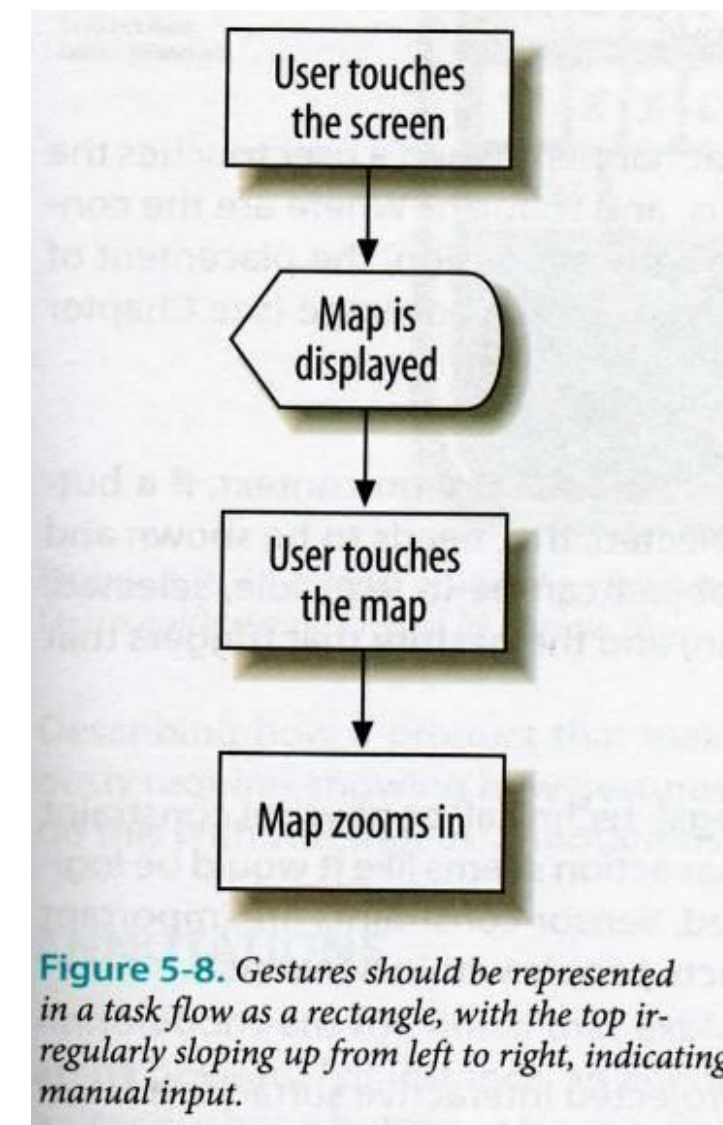 User touches
the screen
Map is
displayed
User touches
the map
Map zooms in
Figure 5-8. Gestures should be represented
in a task flow as a rectangle, with the top ir-
regularly sloping up from left to right, indicating
manual input.